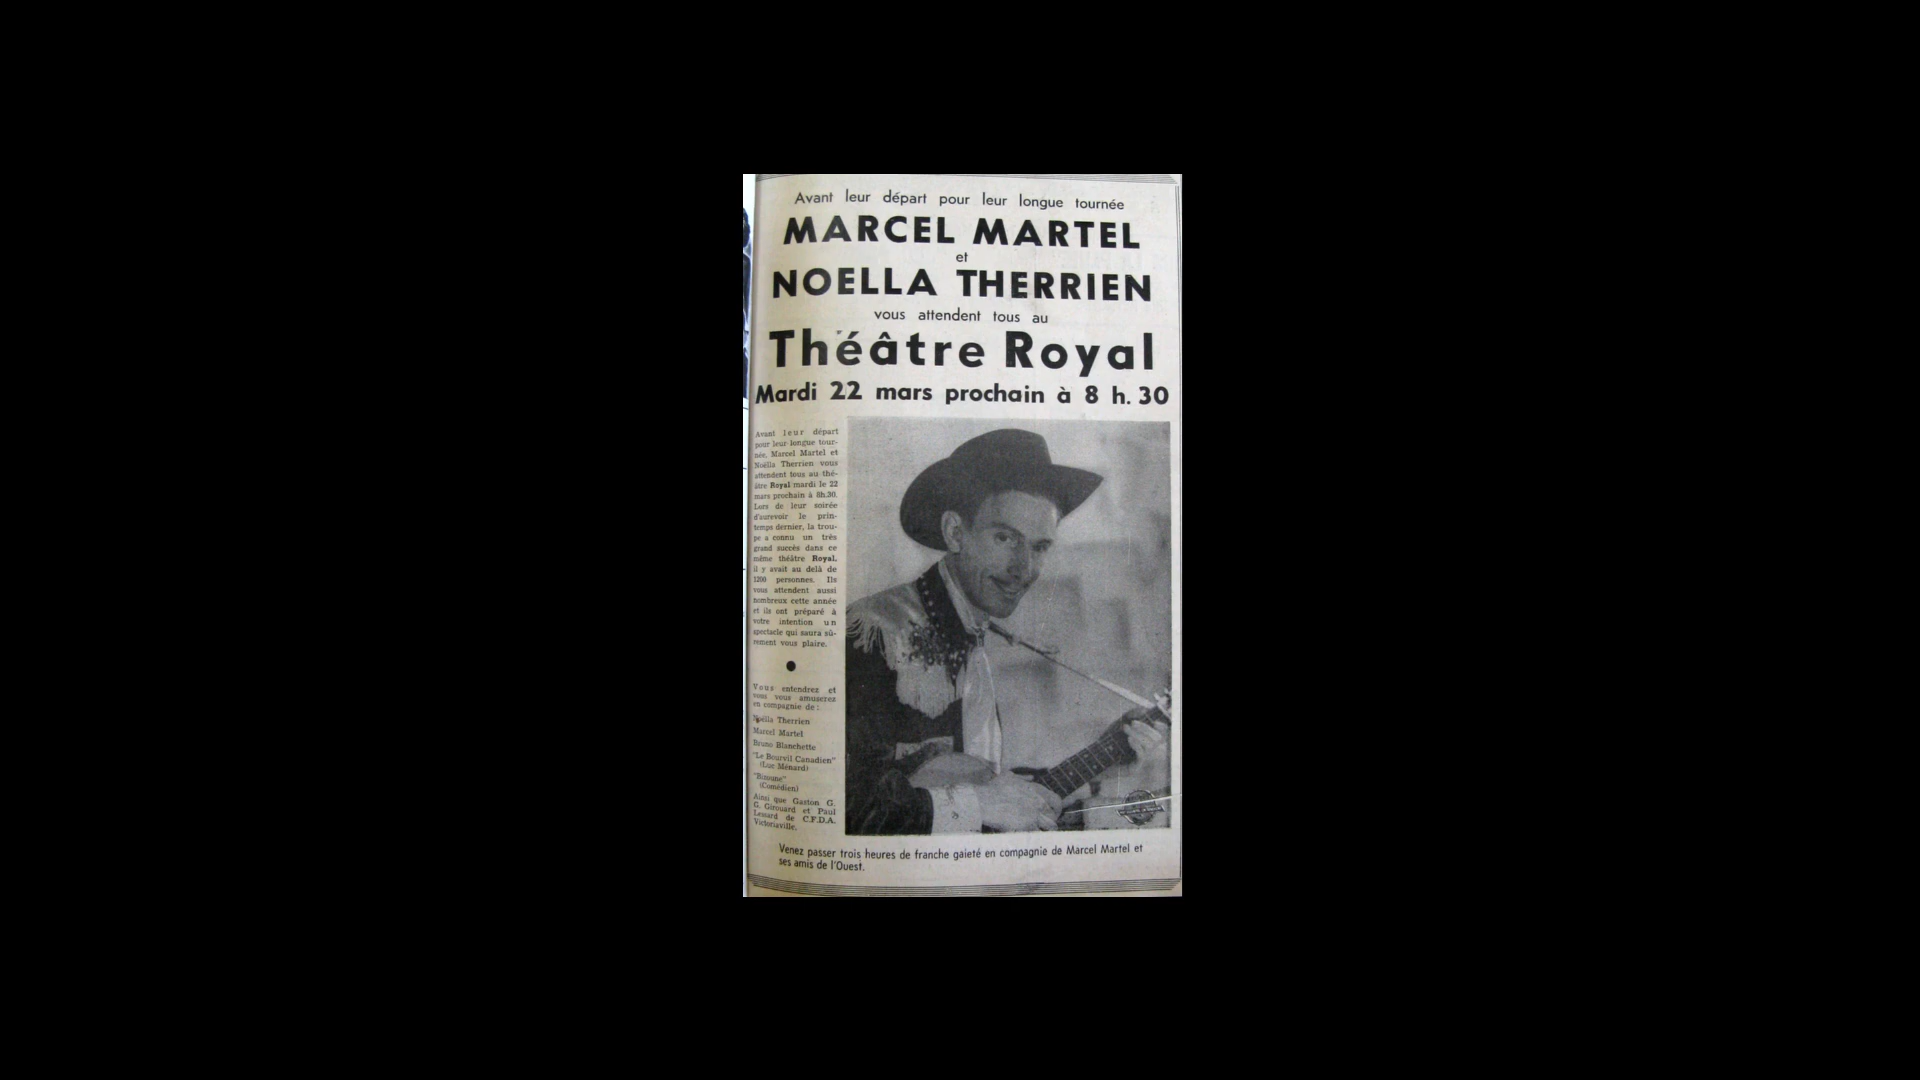 Avant leur départ pour leur longue tournée
MARCEL MARTEL
et
NOELLA THERRIEN
vous attendent tous au
Théâtre Royal
Mardi 22 mars prochain à 8 h. 30
Avant leur départ
pour leur longue tour-
née, Marcel Martel et
Noëlla Therrien vous
attendent tous au thé-
âtre Royal mardi le 22
mars prochain à 8h.30.
Lors de leur soirée
d'aurevoir le prin-
temps dernier, la trou-
pe a connu un très
grand succès dans ce
même théâtre Royal,
il y avait au delà de
1200 personnes. Ils
vous attendent aussi
nombreux cette année
et ils ont préparé à
votre intention un
spectacle qui saura sû-
rement vous plaire.
Vous entendrez et
vous vous amuserez
en compagnie de :
Noëlla Therrien
Marcel Martel
Bruno Blanchette
"Le Bourvil Canadien"
(Luc Ménard)
"Bizoune"
(Comédien)
Ainsi que Gaston G.
G. Girouard et Paul
Lessard de C.F.D.A.
Victoriaville.
Venez passer trois heures de franche gaieté en compagnie de Marcel Martel et
ses amis de l'Ouest.